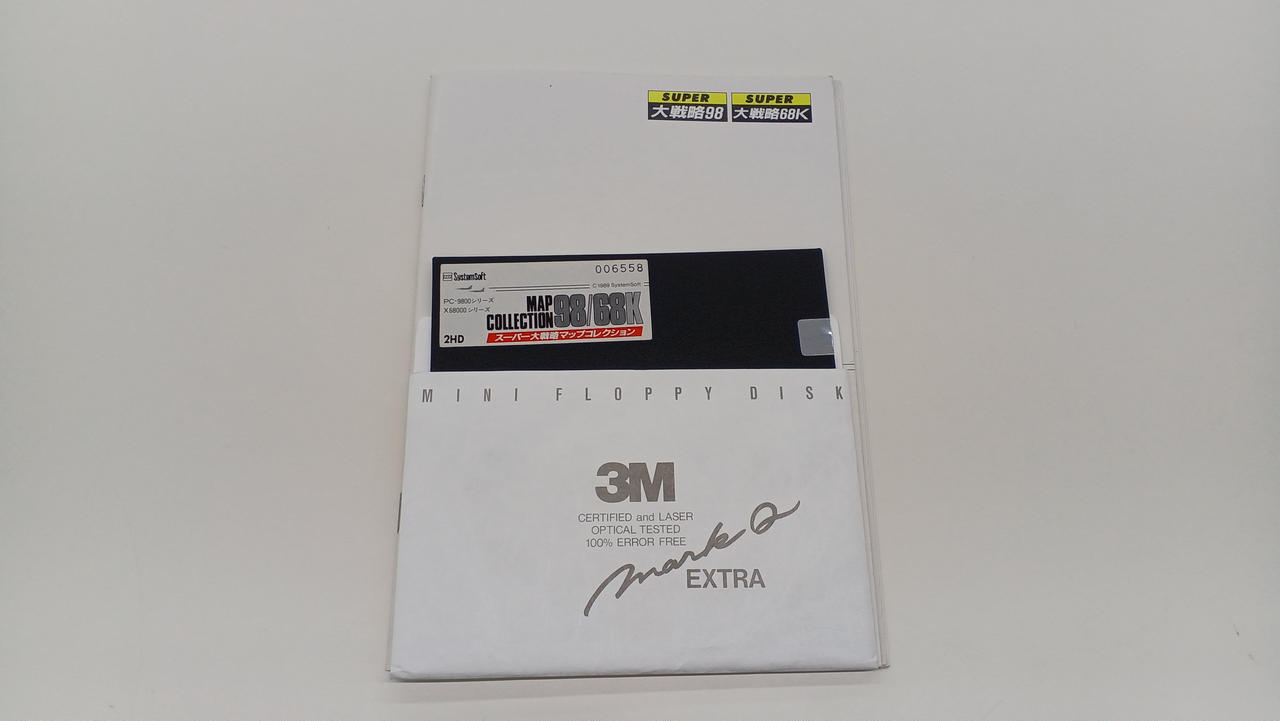 SUPER
大戦略98
SUPER
大戦略68K
SystemSoft
006558
C1989 SystemSoft
PC-9800シリーズ
X68000シリーズ
MAP
COLLECTION 98/68K
2HD
スーパー大戦略マップコレクション
MINI FLOPPY DISK
3M
CERTIFIED and LASER
OPTICAL TESTED
100% ERROR FREE
mark 2
EXTRA